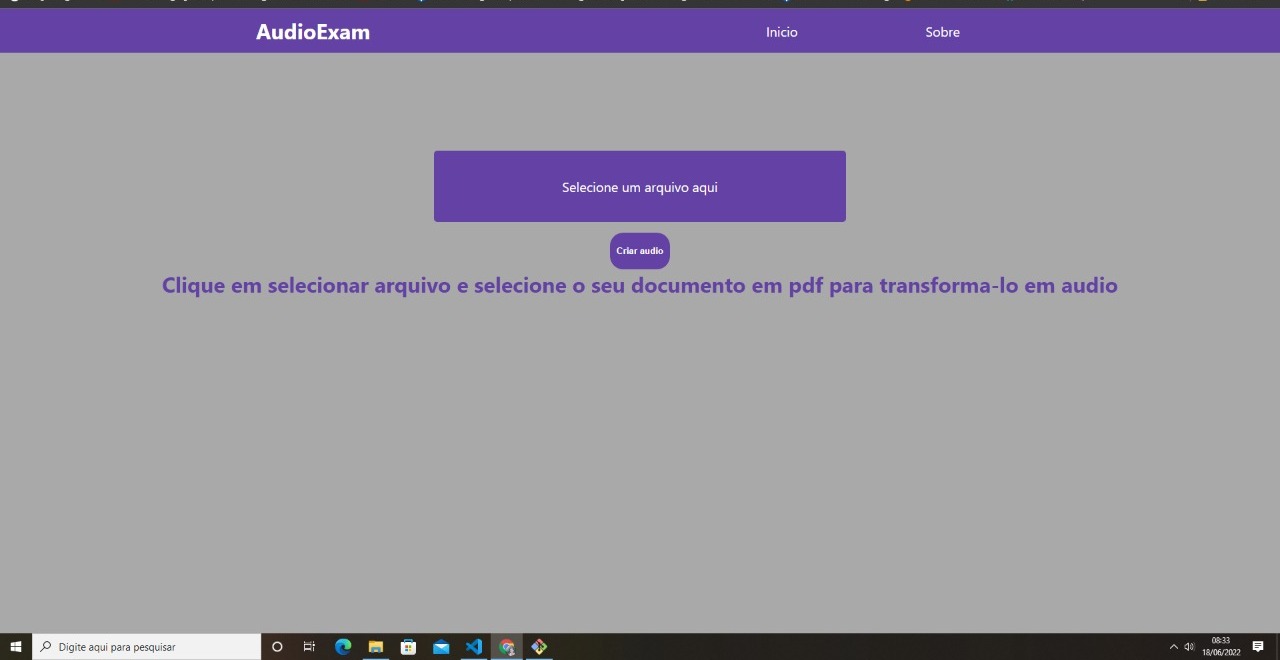 AudioExam
Inicio
Sobre
Selecione um arquivo aqui
Criar audio
Clique em selecionar arquivo e selecione o seu documento em pdf para transforma-lo em audio
Digite aqui para pesquisar
08:33
18/06/2022